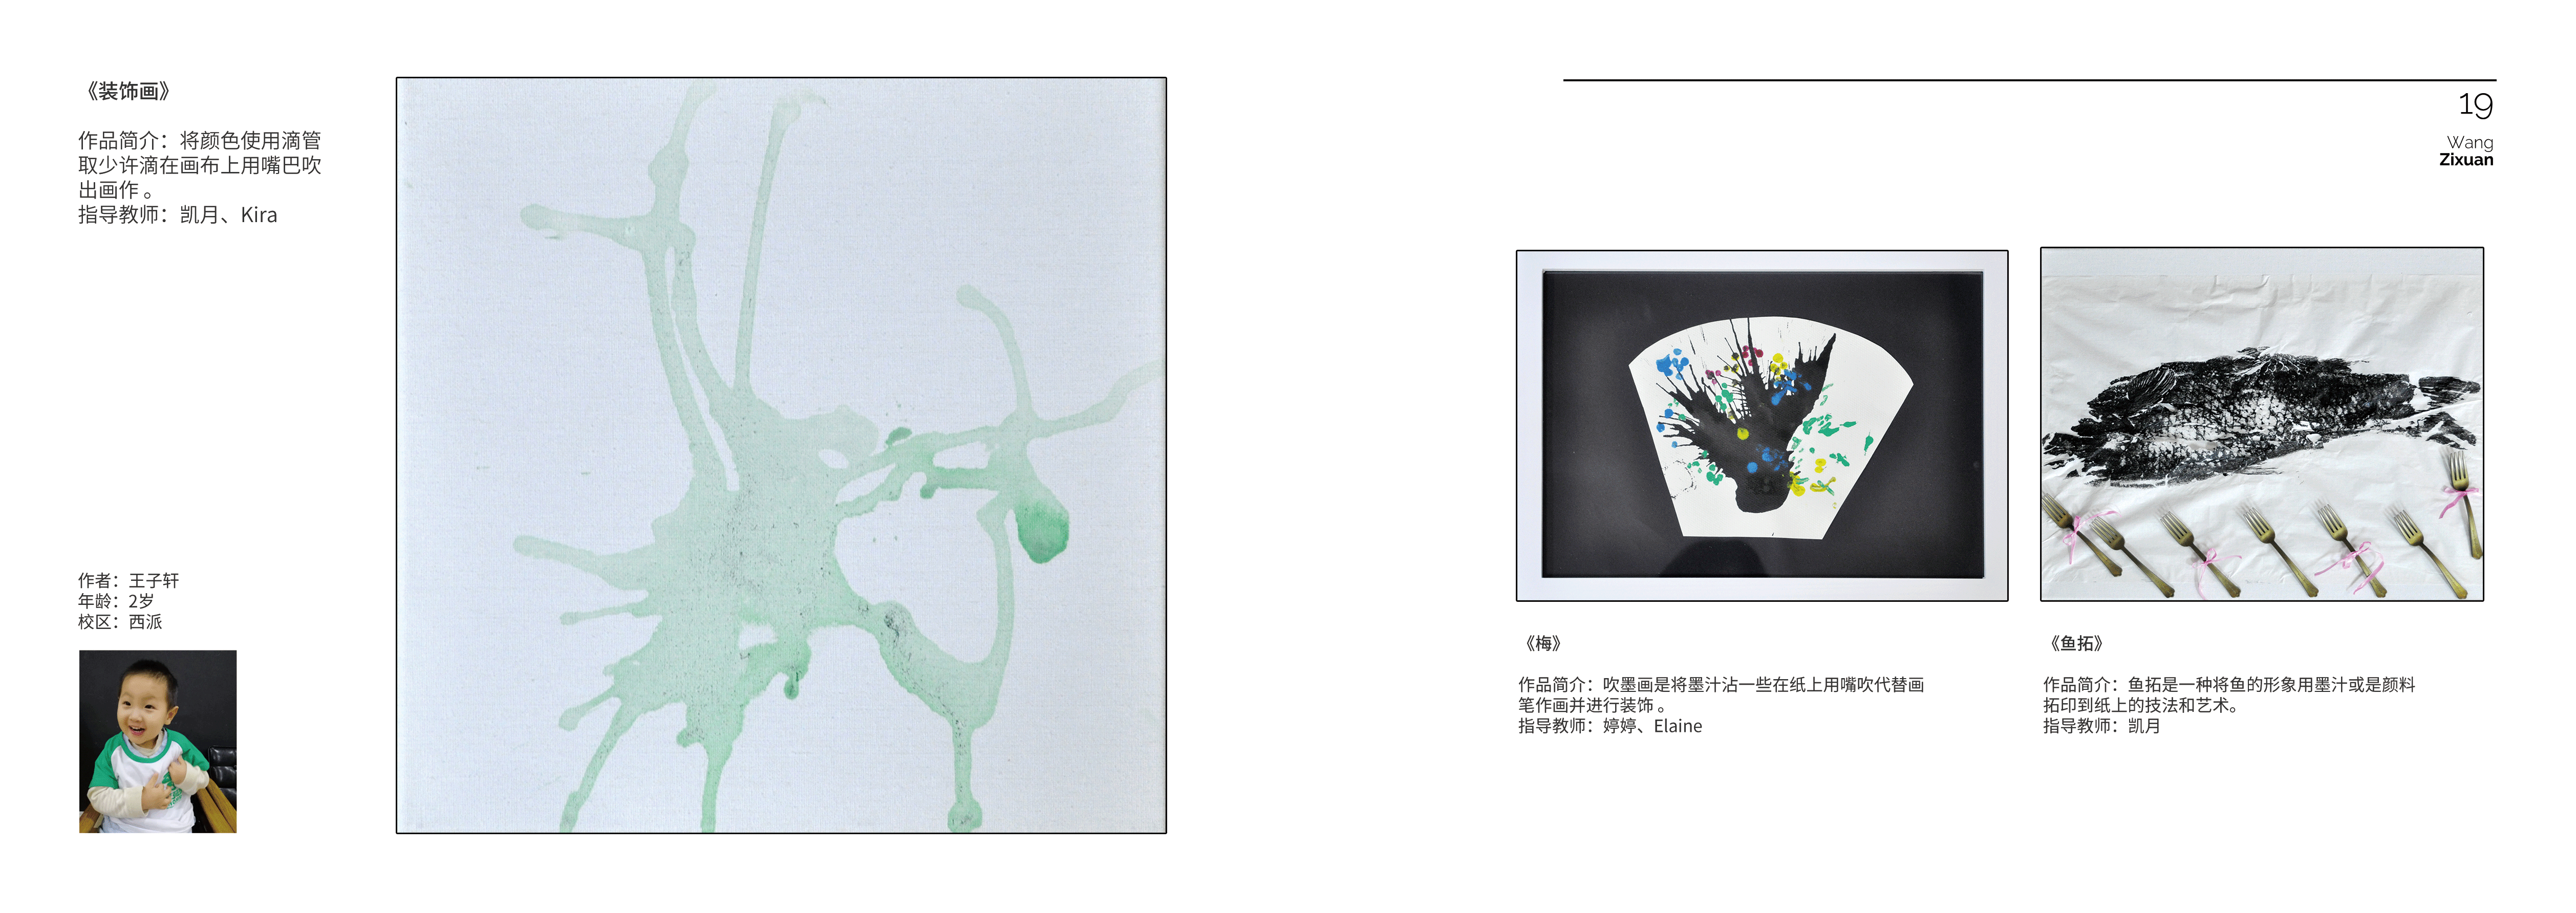 《装饰画》
作品简介：将颜色使用滴管
取少许滴在画布上用嘴巴吹
出画作 。
指导教师：凯月、Kira
作者：王子轩
年龄：2岁
校区：西派
19
Wang
Zixuan
《梅》
作品简介：吹墨画是将墨汁沾一些在纸上用嘴吹代替画
笔作画并进行装饰 。
指导教师：婷婷、Elaine
《鱼拓》
作品简介：鱼拓是一种将鱼的形象用墨汁或是颜料
拓印到纸上的技法和艺术。
指导教师：凯月